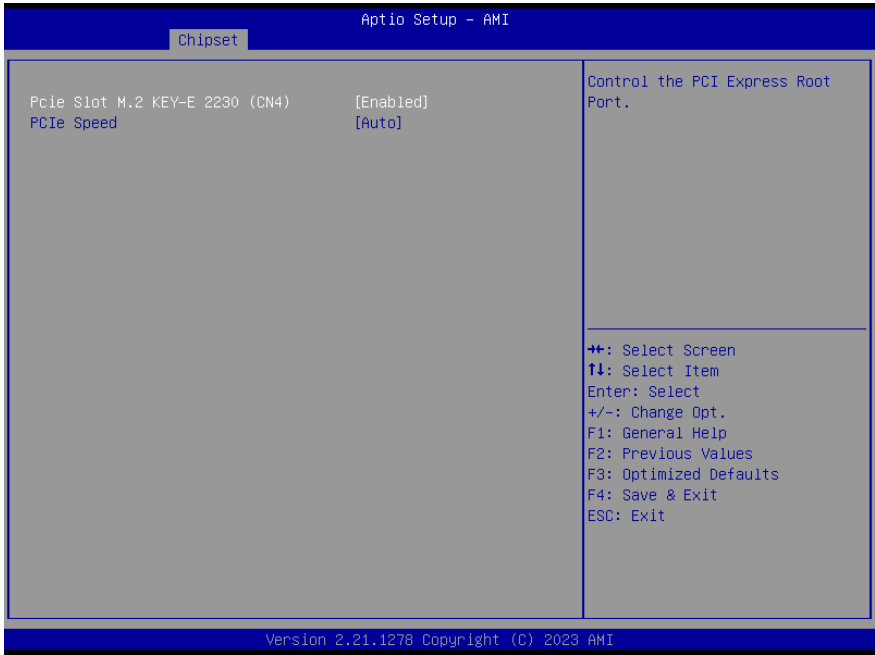 Aptio Setup - AMI
Chipset
Pcie Slot M.2 KEY-E 2230 (CN4) [Enabled]
PCIe Speed [Auto]
Control the PCI Express Root
Port.
→←: Select Screen
↑↓: Select Item
Enter: Select
+/-: Change Opt.
F1: General Help
F2: Previous Values
F3: Optimized Defaults
F4: Save & Exit
ESC: Exit
Version 2.21.1278 Copyright (C) 2023 AMI